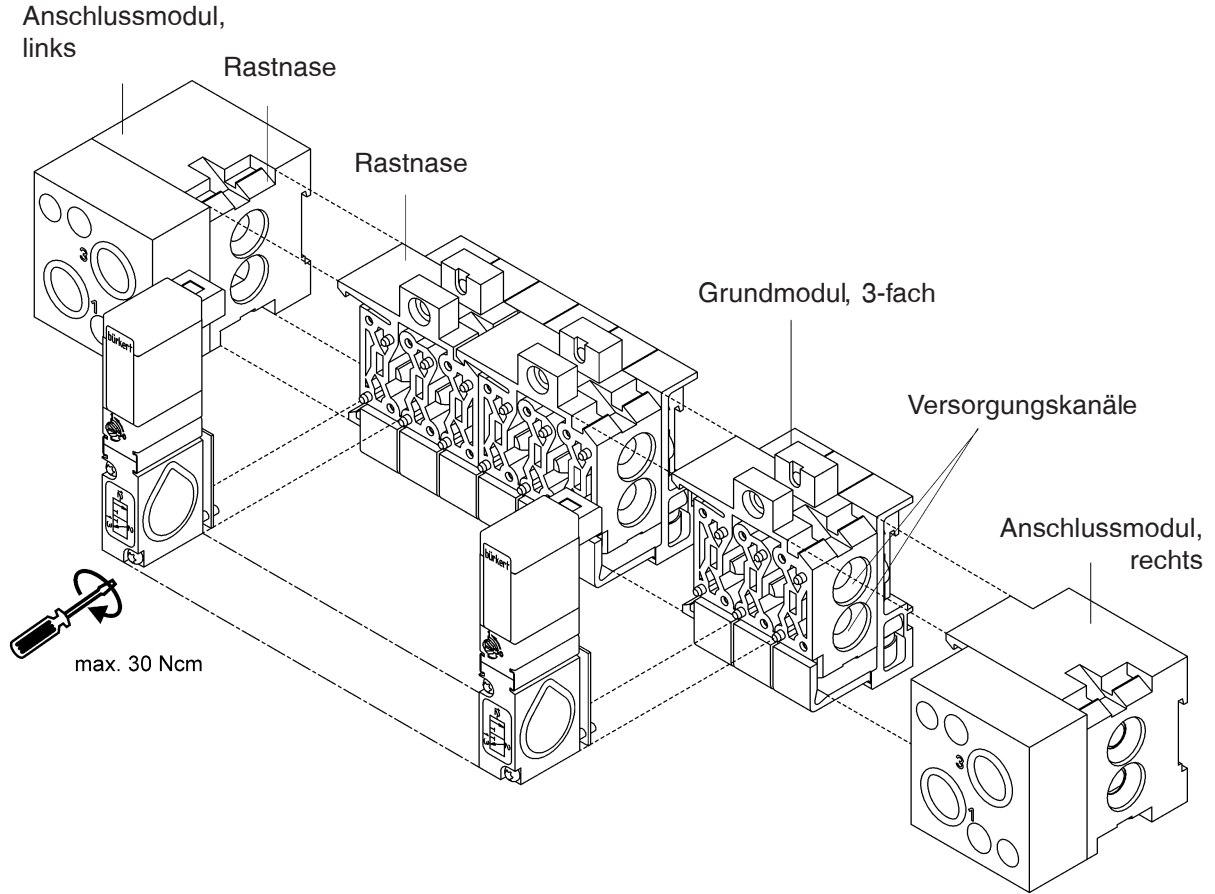 Anschlussmodul,
links
Rastnase
Rastnase
Grundmodul, 3-fach
Versorgungskanäle
Anschlussmodul,
rechts
3
1
bürkert
max. 30 Ncm
bürkert
3
1